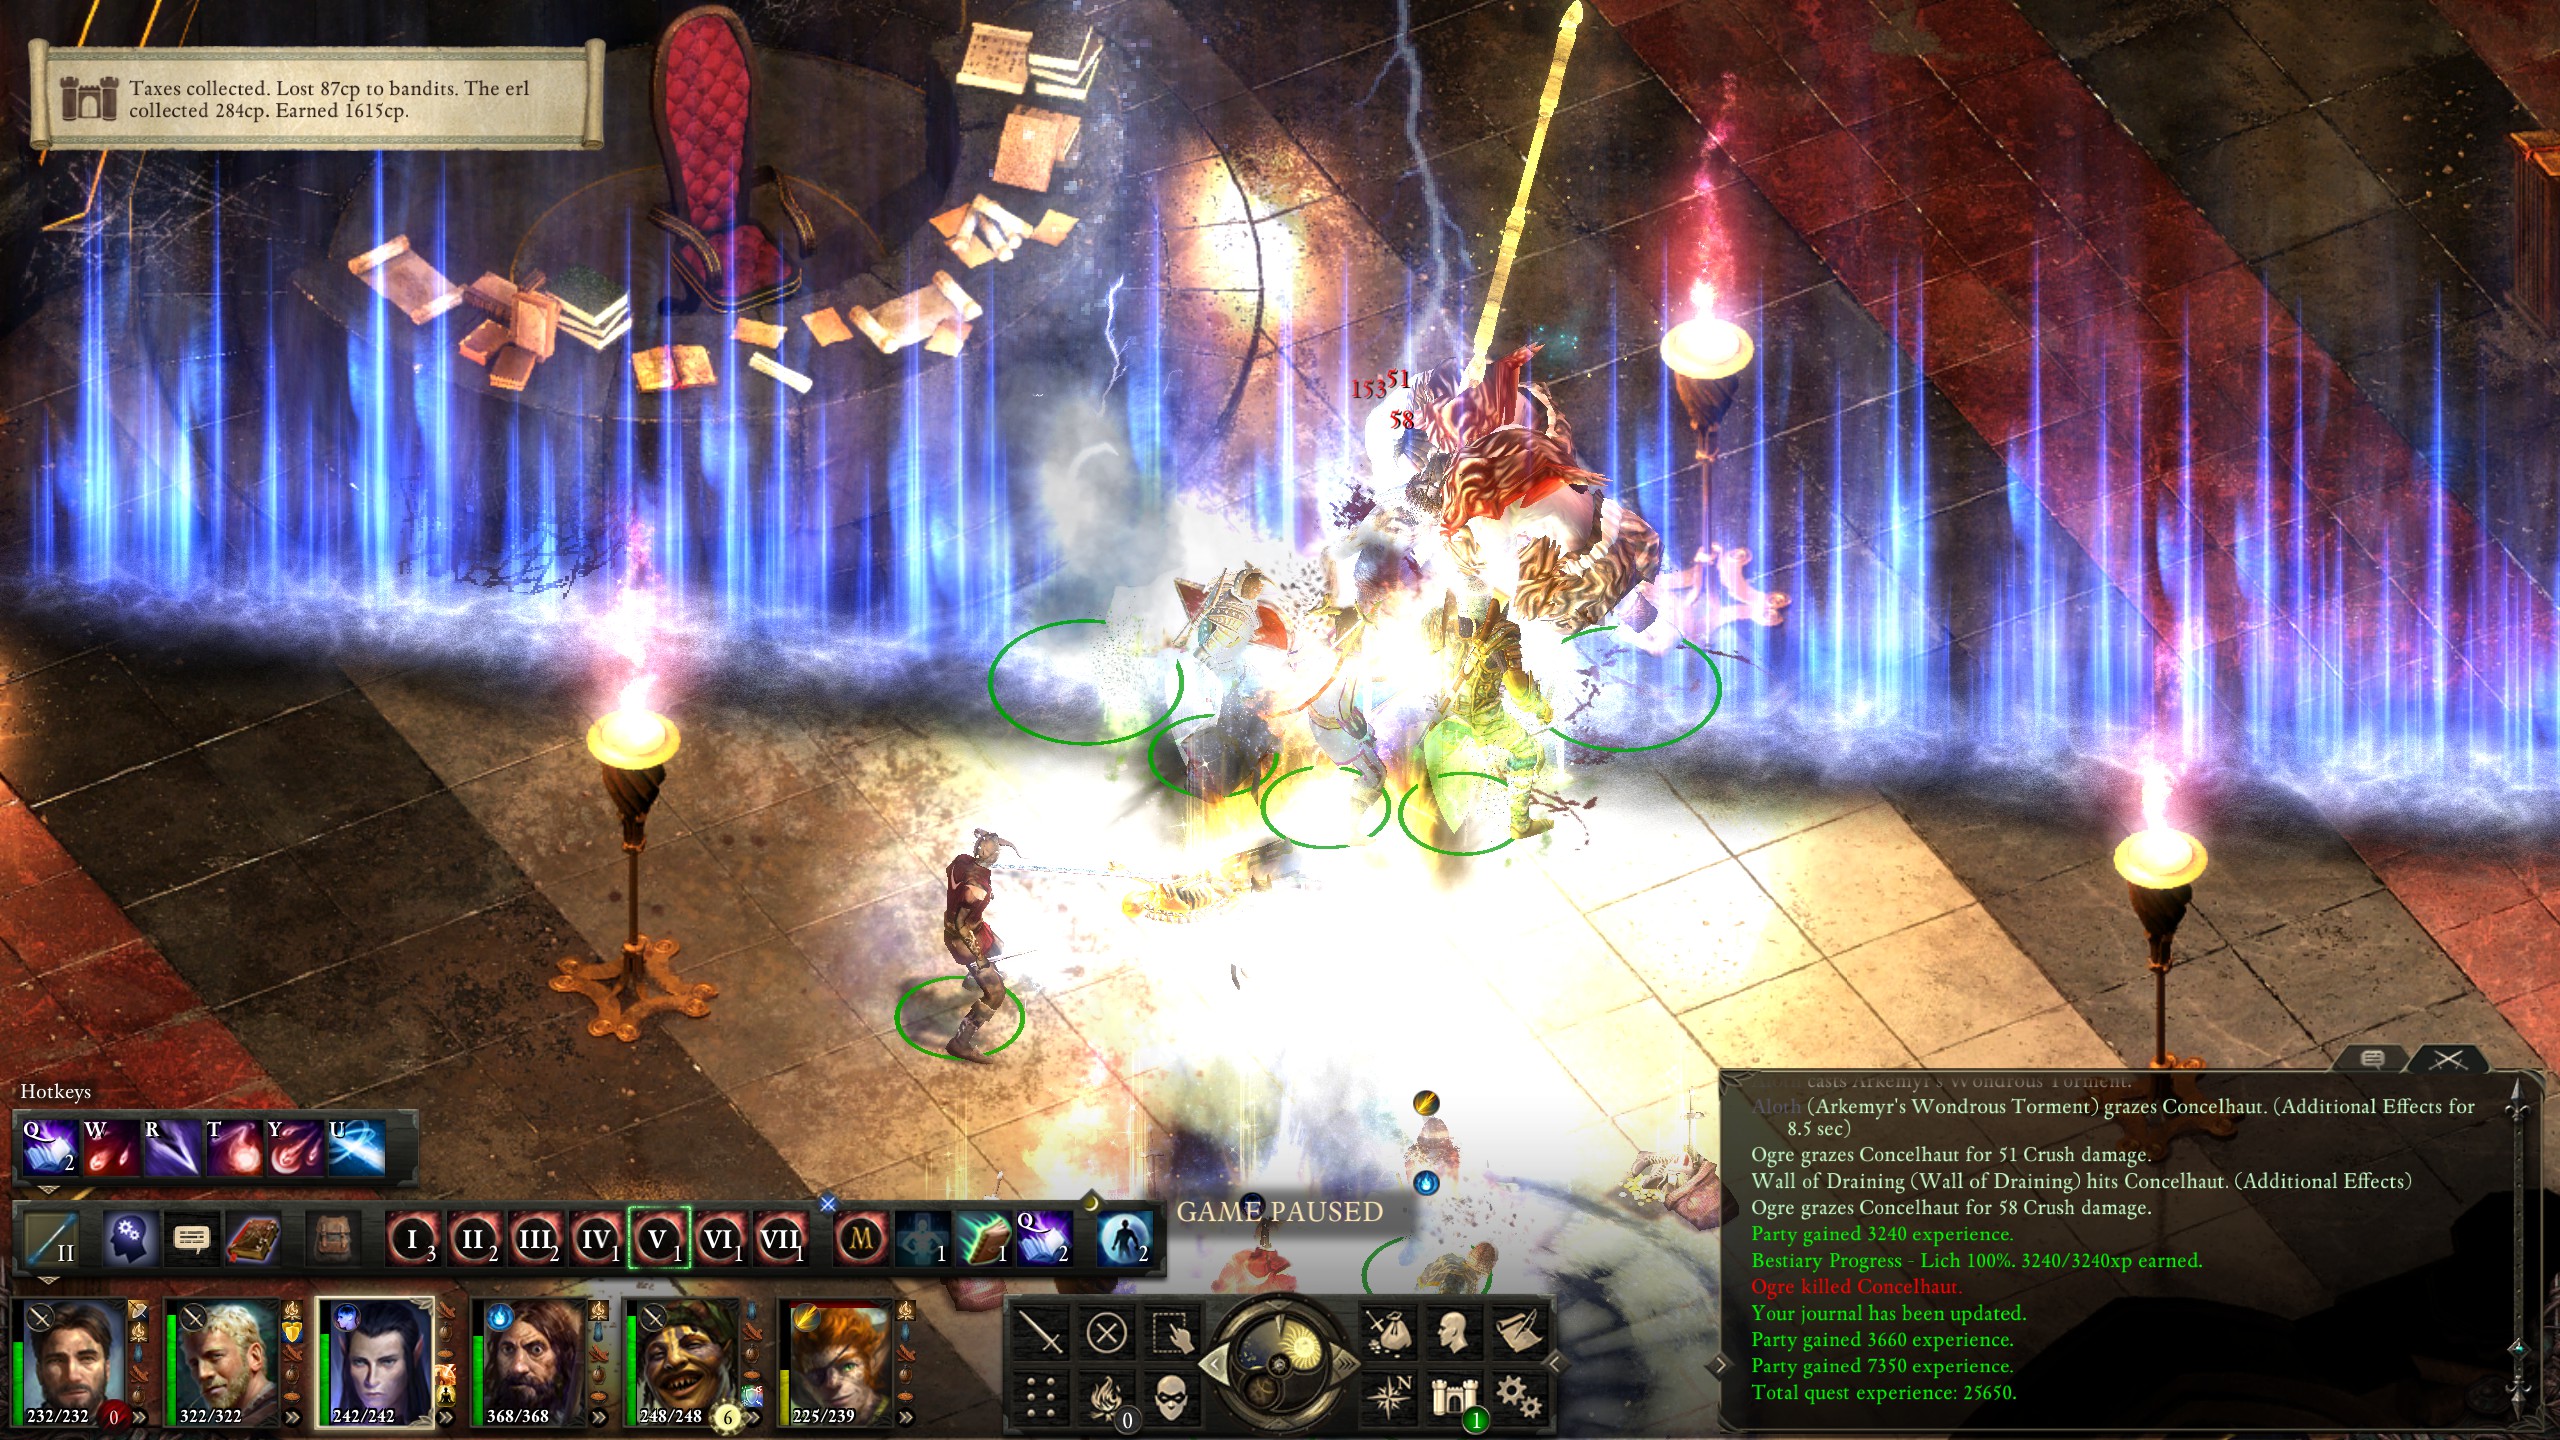 Taxes collected. Lost 87cp to bandits. The erl
collected 284cp. Earned 1615cp.
153 51
58
Hotkeys
Q 2 W R T Y U
casts Arkemyr's Wondrous Torment.
Aloth (Arkemyr's Wondrous Torment) grazes Concelhaut. (Additional Effects for
8.5 sec)
Ogre grazes Concelhaut for 51 Crush damage.
Wall of Draining (Wall of Draining) hits Concelhaut. (Additional Effects)
Ogre grazes Concelhaut for 58 Crush damage.
Party gained 3240 experience.
Bestiary Progress - Lich 100%. 3240/3240xp earned.
Ogre killed Concelhaut.
Your journal has been updated.
Party gained 3660 experience.
Party gained 7350 experience.
Total quest experience: 25650.
GAME PAUSED
II I 3 II 2 III 2 IV 1 V 1 VI 1 VII 1 M 1 1 Q 2 2
232/232 0 322/322 242/242 368/368 248/248 6 225/239
N
0 1